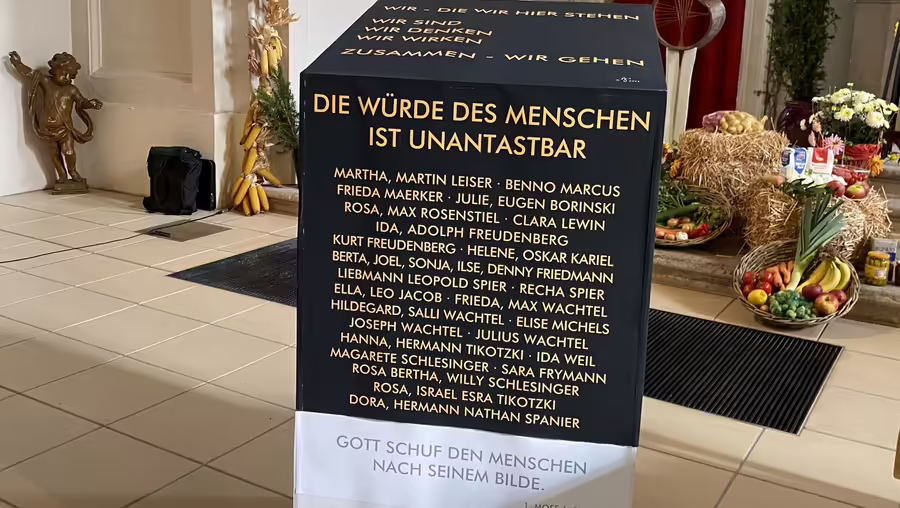 WIR - DIE WIR HIER STEHEN
WIR SIND
WIR DENKEN
WIR WIRKEN
ZUSAMMEN - WIR GEHEN
DIE WÜRDE DES MENSCHEN
IST UNANTASTBAR
MARTHA, MARTIN LEISER · BENNO MARCUS
FRIEDA MAERKER · JULIE, EUGEN BORINSKI
ROSA, MAX ROSENSTIEL · CLARA LEWIN
IDA, ADOLPH FREUDENBERG
KURT FREUDENBERG · HELENE, OSKAR KARIEL
BERTA, JOEL, SONJA, ILSE, DENNY FRIEDMANN
LIEBMANN LEOPOLD SPIER · RECHA SPIER
ELLA, LEO JACOB · FRIEDA, MAX WACHTEL
HILDEGARD, SALLI WACHTEL · ELISE MICHELS
JOSEPH WACHTEL · JULIUS WACHTEL
HANNA, HERMANN TIKOTZKI · IDA WEIL
MAGARETE SCHLESINGER · SARA FRYMANN
ROSA BERTHA, WILLY SCHLESINGER
ROSA, ISRAEL ESRA TIKOTZKI
DORA, HERMANN NATHAN SPANIER
GOTT SCHUF DEN MENSCHEN
NACH SEINEM BILDE.